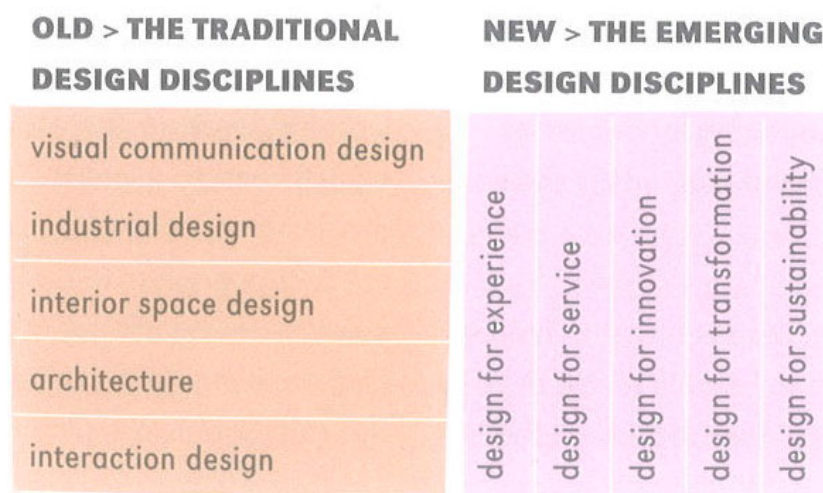 OLD > THE TRADITIONAL
DESIGN DISCIPLINES
visual communication design
industrial design
interior space design
architecture
interaction design
NEW > THE EMERGING
DESIGN DISCIPLINES
design for experience
design for service
design for innovation
design for transformation
design for sustainability